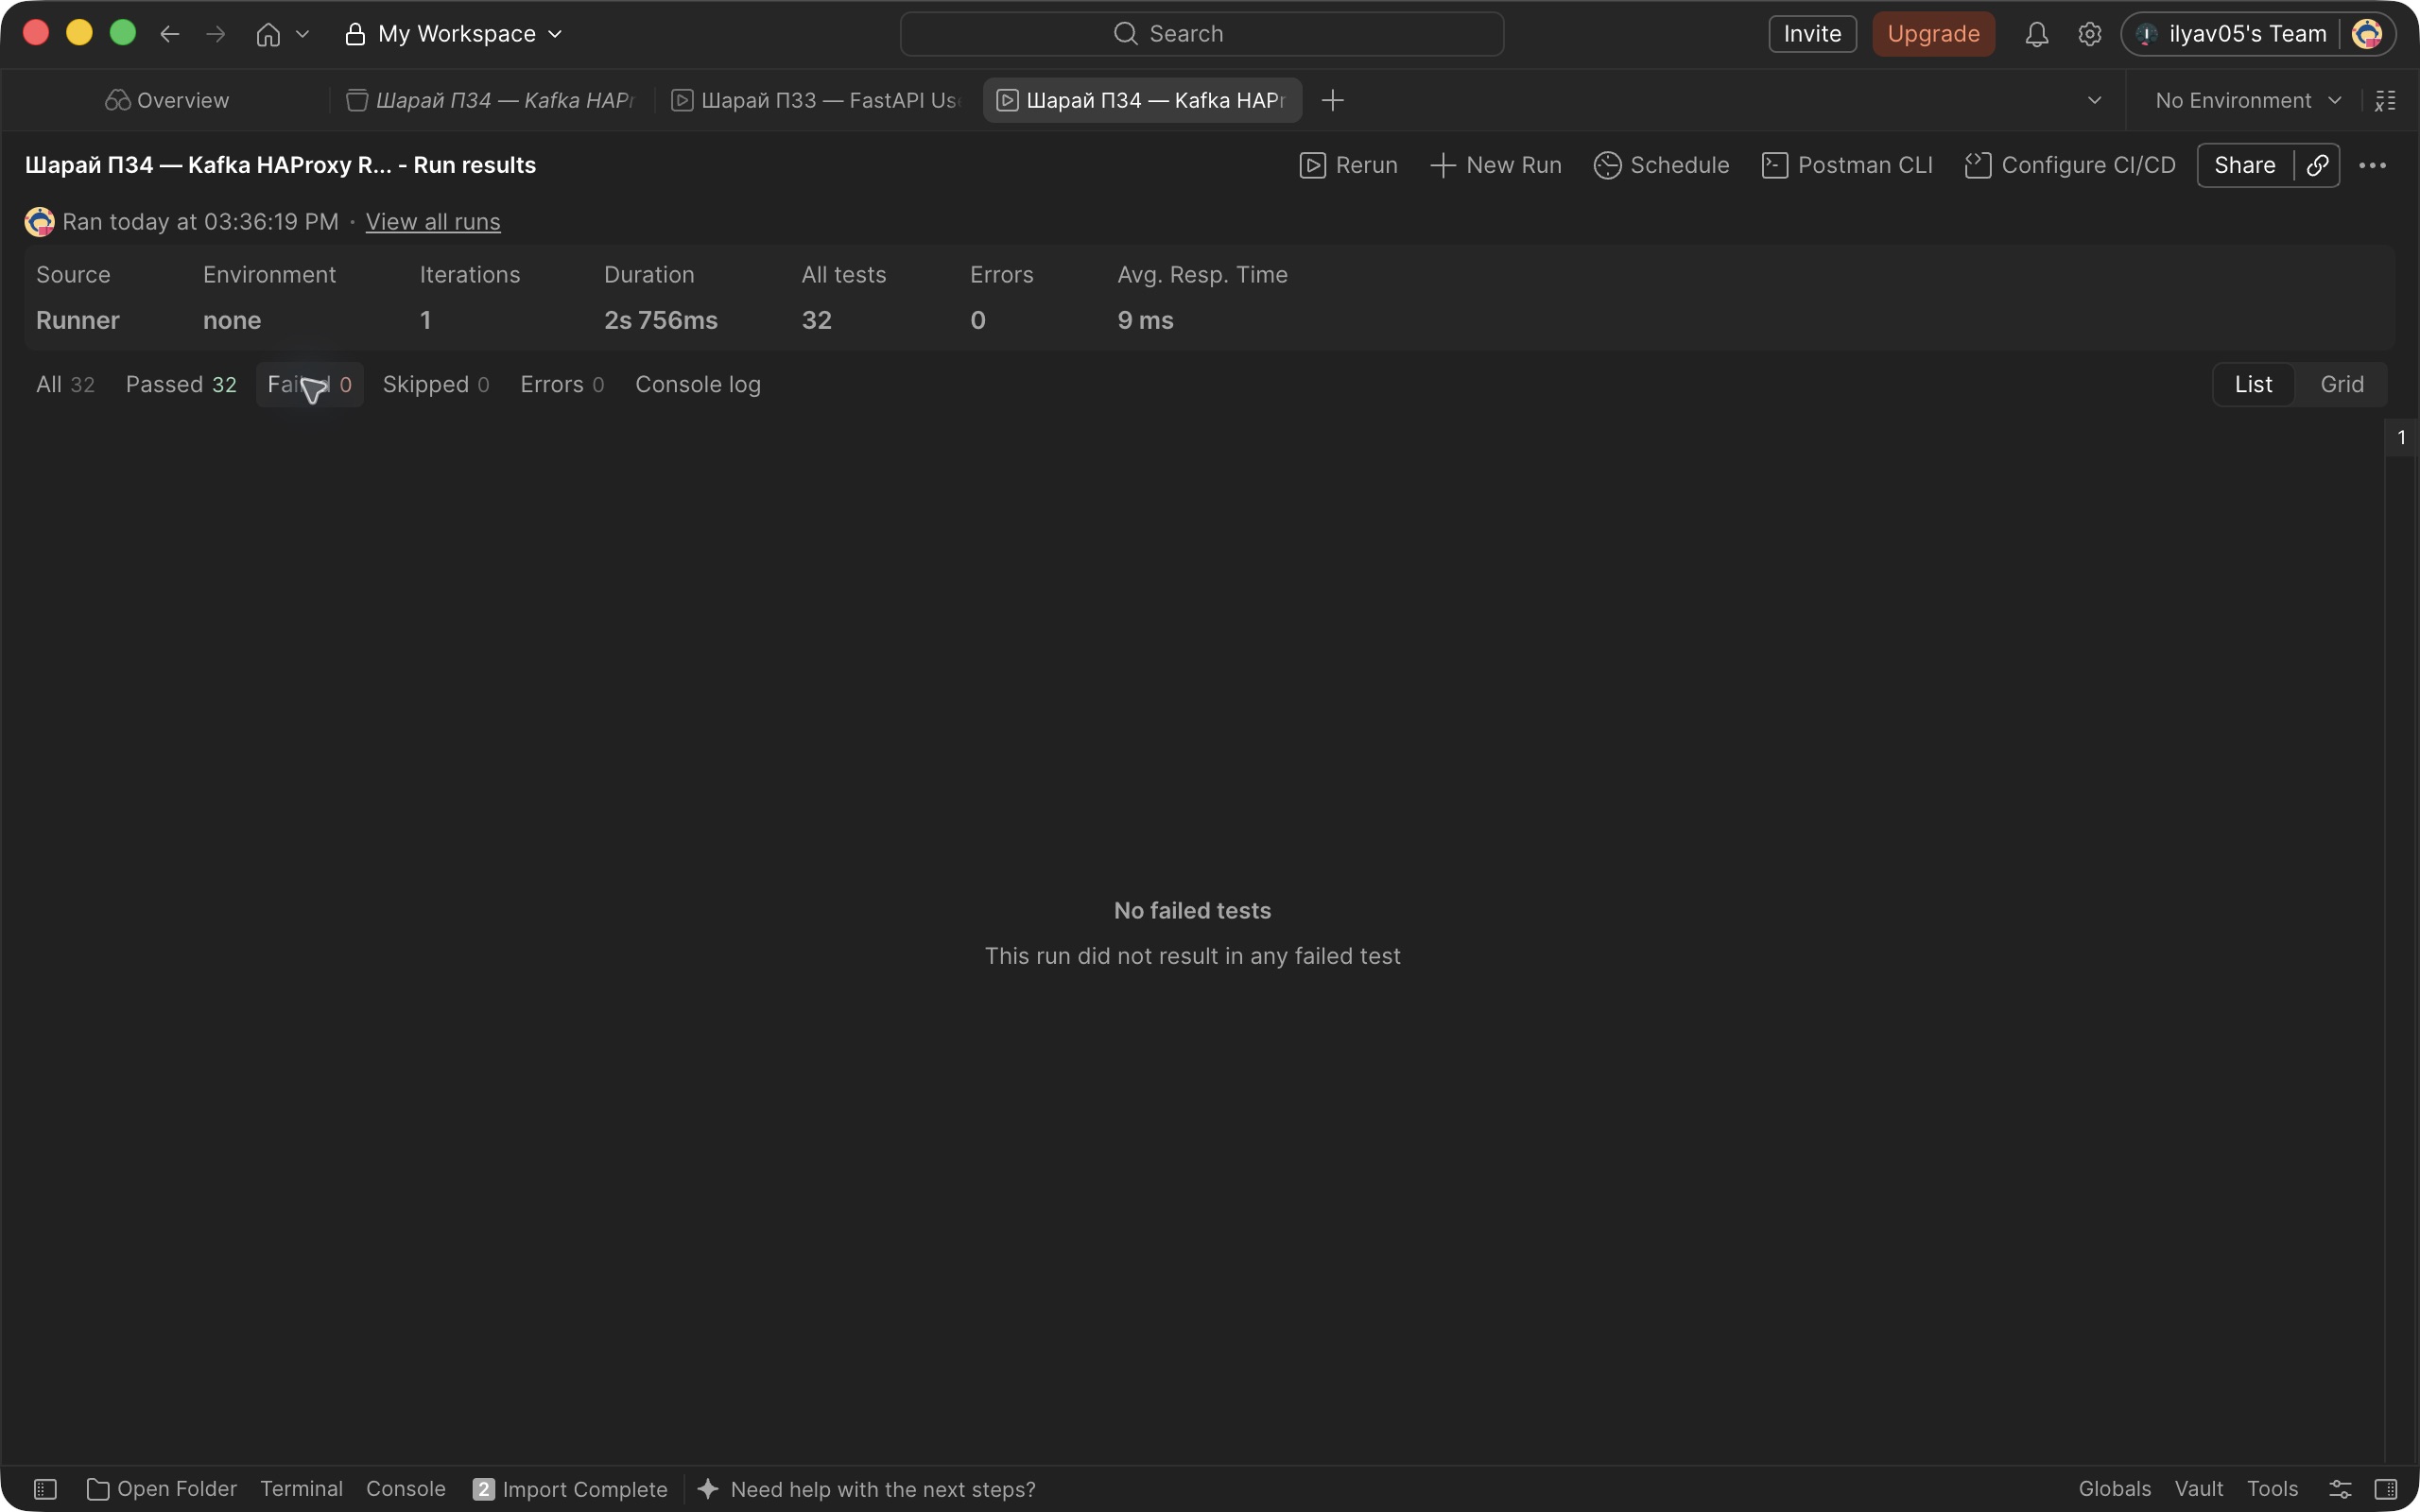 My Workspace
Search
Invite
Upgrade
ilyav05's Team
Overview
Шарай П34 — Kafka HAPr
Шарай П33 — FastAPI Us
Шарай П34 — Kafka HAPr
No Environment
Шарай П34 — Kafka HAProxy R... - Run results
Rerun
New Run
Schedule
Postman CLI
Configure CI/CD
Share
Ran today at 03:36:19 PM · View all runs
Source Environment Iterations Duration All tests Errors Avg. Resp. Time
Runner none 1 2s 756ms 32 0 9 ms
All 32 Passed 32 0 Skipped 0 Errors 0 Console log
List Grid
1
No failed tests
This run did not result in any failed test
Open Folder Terminal Console 2 Import Complete Need help with the next steps?
Globals Vault Tools